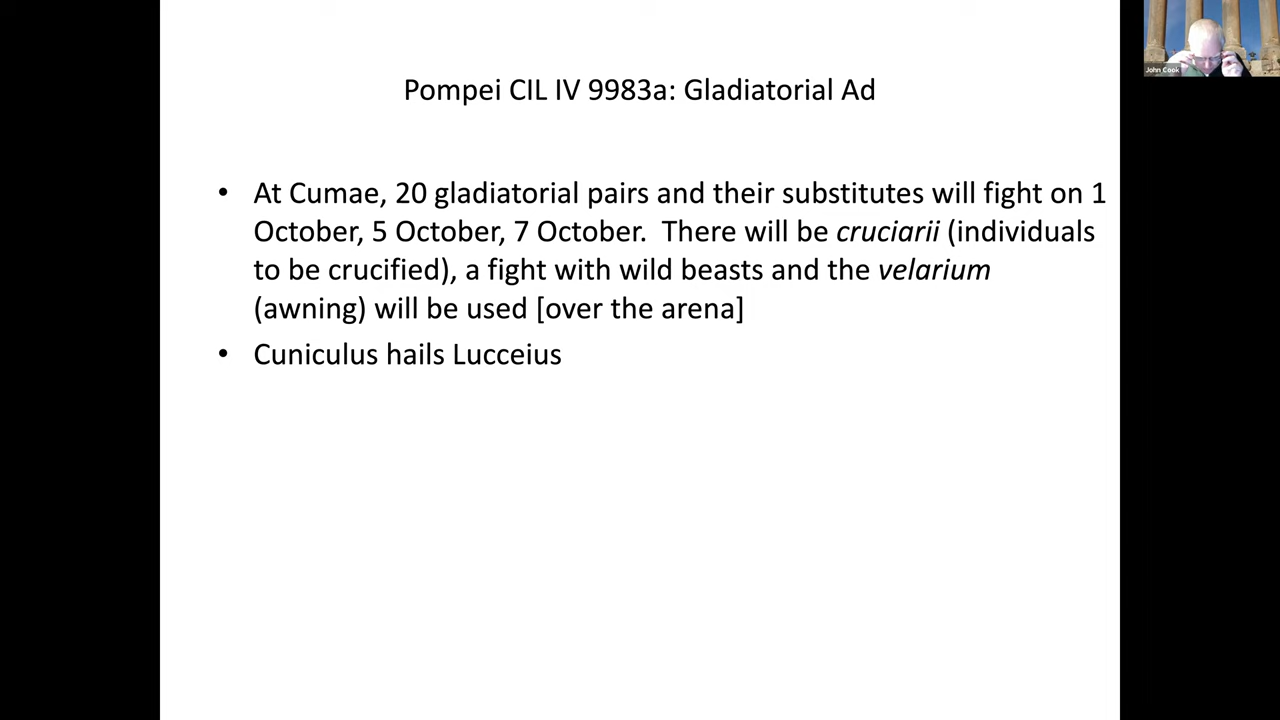 John Cook
Pompei CIL IV 9983a: Gladiatorial Ad
• At Cumae, 20 gladiatorial pairs and their substitutes will fight on 1
October, 5 October, 7 October.  There will be cruciarii (individuals
to be crucified), a fight with wild beasts and the velarium
(awning) will be used [over the arena]
• Cuniculus hails Lucceius